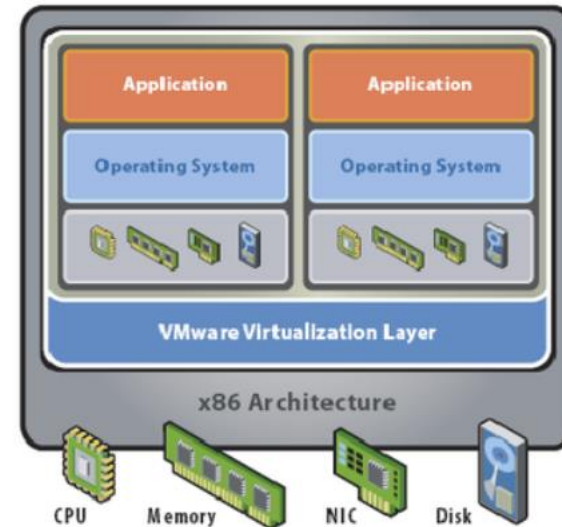 Application Application
Operating System Operating System
VMware Virtualization Layer
x86 Architecture
CPU Memory NIC Disk